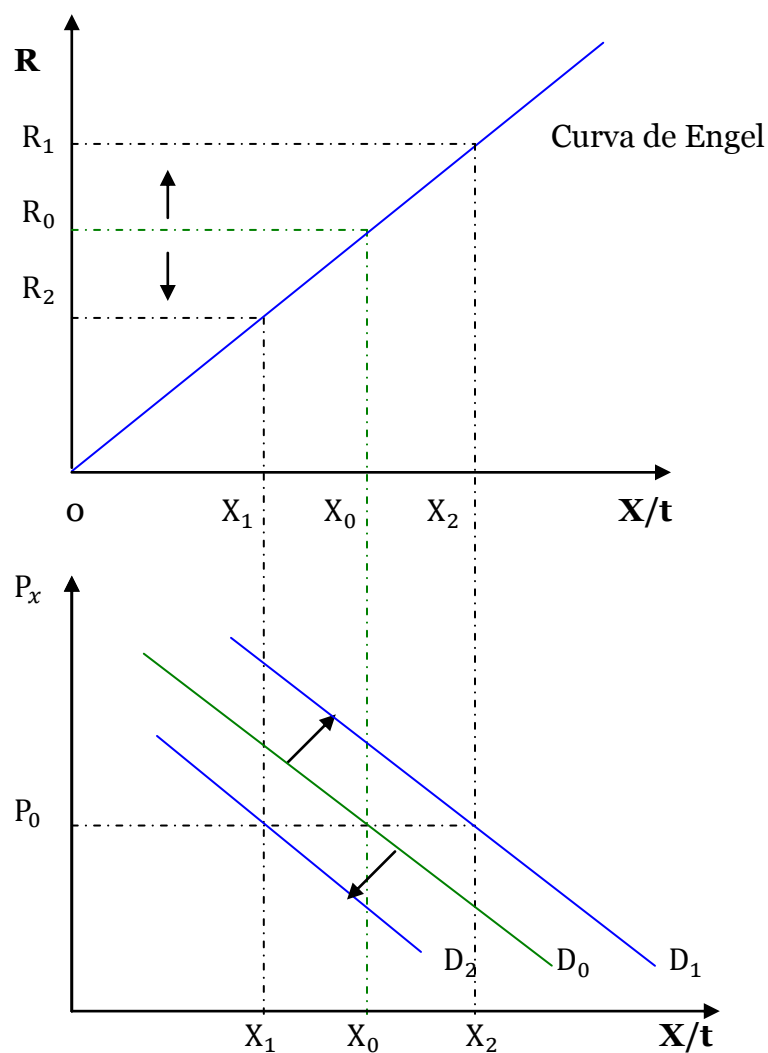 R
R₁
Curva de Engel
R₀
R₂
o
X₁
X₀
X₂
X/t
Pₓ
P₀
D₂
D₀
D₁
X₁
X₀
X₂
X/t